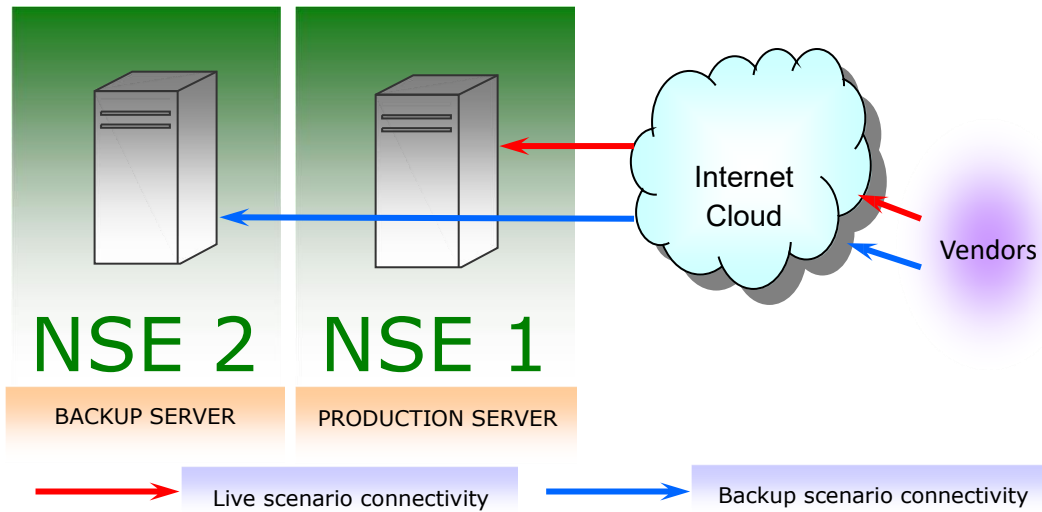 Internet
Cloud
Vendors
NSE 2
NSE 1
BACKUP SERVER
PRODUCTION SERVER
Live scenario connectivity
Backup scenario connectivity